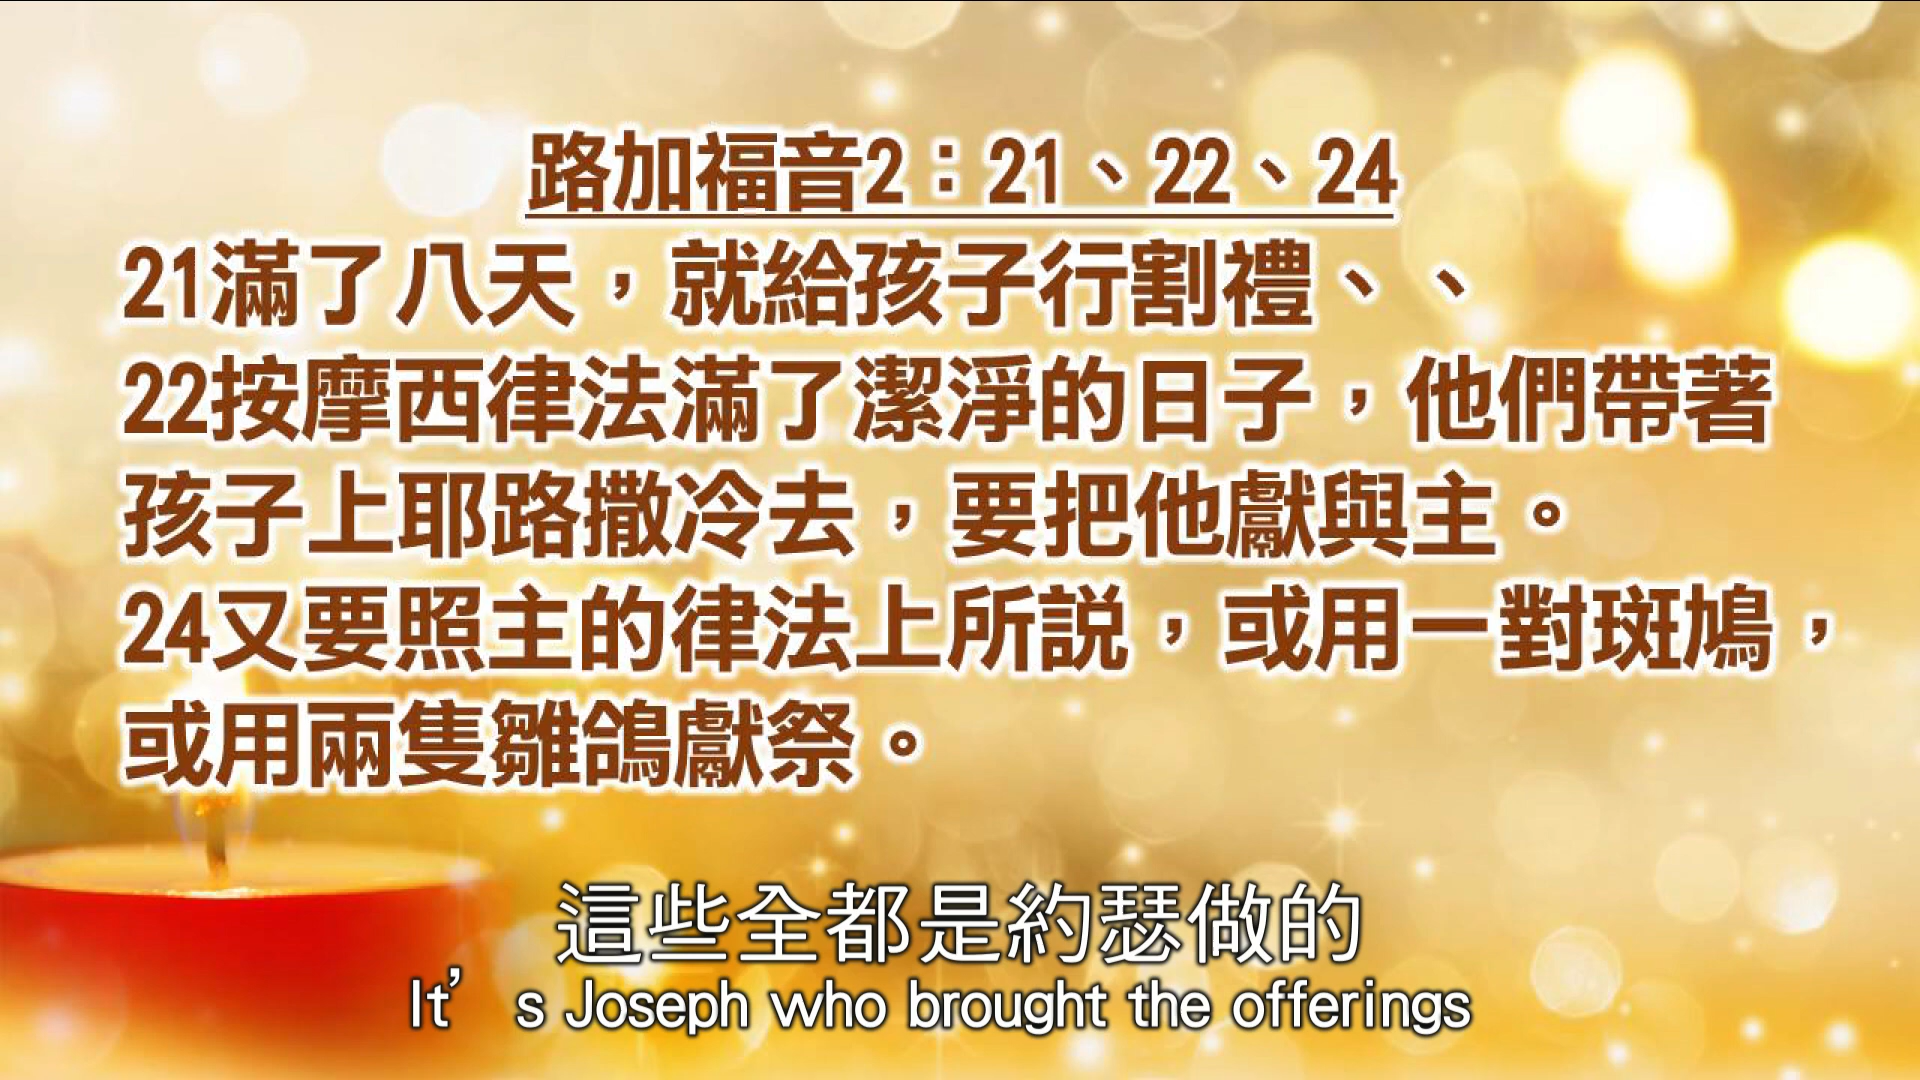 路加福音2：21、22、24
21滿了八天，就給孩子行割禮、、
22按摩西律法滿了潔淨的日子，他們帶著
孩子上耶路撒冷去，要把他獻與主。
24又要照主的律法上所説，或用一對斑鳩，
或用兩隻雛鴿獻祭。
這些全都是約瑟做的
It’s Joseph who brought the offerings